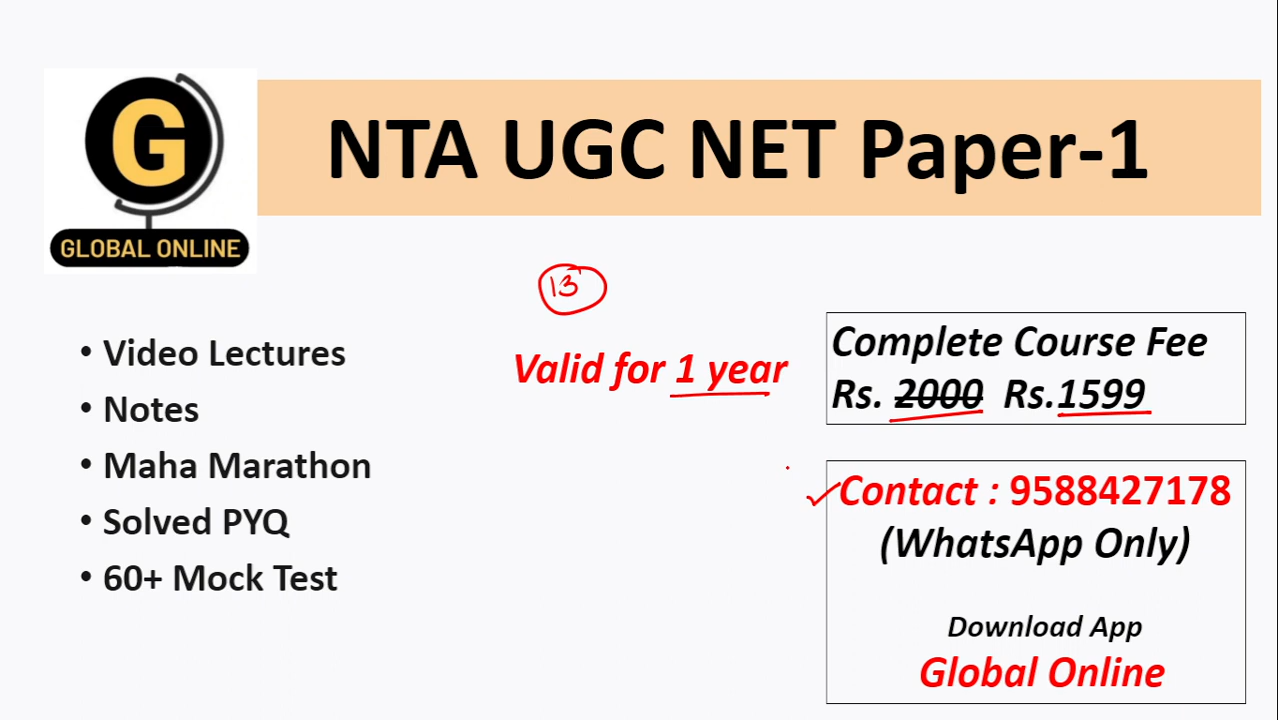 G
GLOBAL ONLINE
NTA UGC NET Paper-1
13
• Video Lectures
• Notes
• Maha Marathon
• Solved PYQ
• 60+ Mock Test
Valid for 1 year
Complete Course Fee
Rs. 2000 Rs.1599
Contact : 9588427178
(WhatsApp Only)
Download App
Global Online